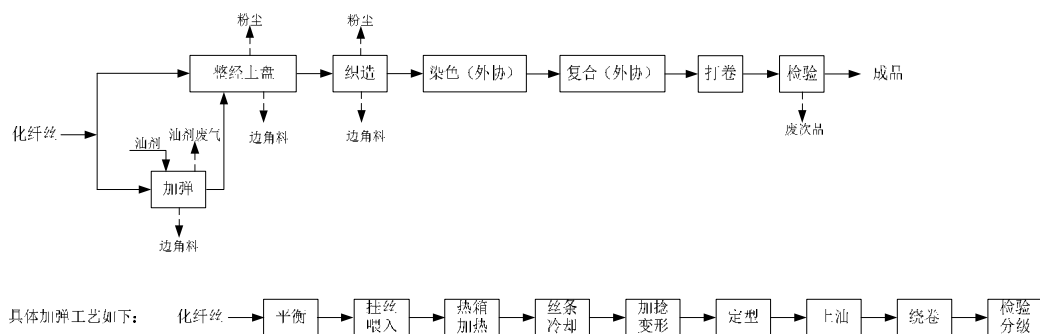 粉尘
粉尘
整经上盘
织造
染色（外协）
复合（外协）
打卷
检验
成品
边角料
边角料
废次品
化纤丝
油剂
油剂废气
加弹
边角料
具体加弹工艺如下：
化纤丝
平衡
挂丝
喂入
热箱
加热
丝条
冷却
加捻
变形
定型
上油
绕卷
检验
分级